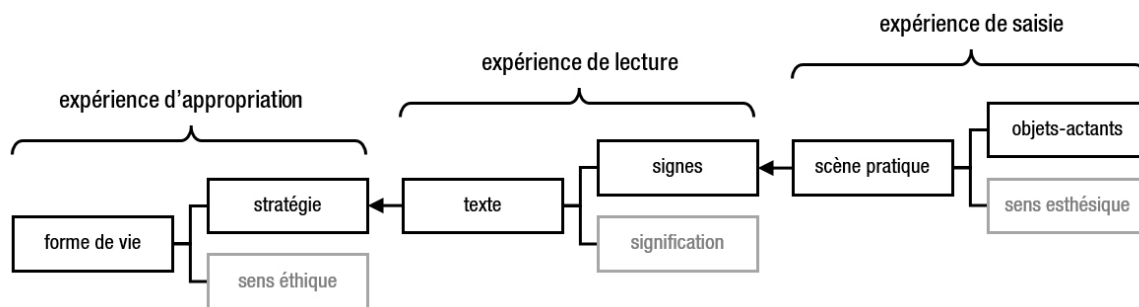 expérience de saisie
expérience de lecture
expérience d’appropriation
objets-actants
signes
scène pratique
stratégie
texte
sens esthésique
forme de vie
signification
sens éthique